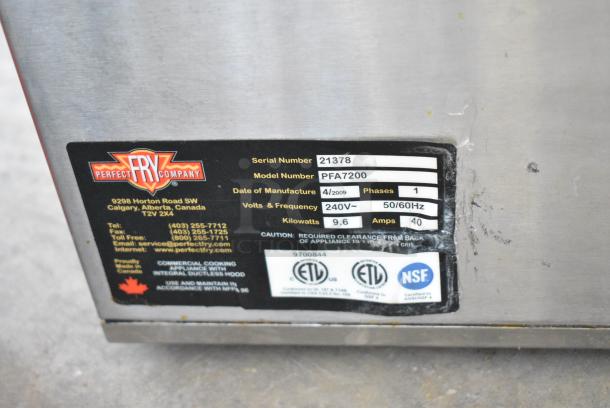 PERFECT FRY COMPANY
®
9298 Horton Road SW
Calgary, Alberta, Canada
T2V 2X4
Tel: (403) 255-7712
Fax: (403) 255-1725
Toll Free: (800) 265-7711
Email: service@perfectfry.com
Internet: www.perfectfry.com
Proudly
Made in
Canada
COMMERCIAL COOKING
APPLIANCE WITH
INTEGRAL DUCTLESS HOOD
USE AND MAINTAIN IN
ACCORDANCE WITH NFPA 96
Serial Number 21378
Model Number PFA7200
Date of Manufacture 4/2009 Phases 1
Volts & Frequency 240V~ 50/60Hz
Kilowatts 9.6 Amps 40
CAUTION: REQUIRED CLEARANCE FROM BACK
OF APPLIANCE IS
9700844
ETL US
ETL
NSF